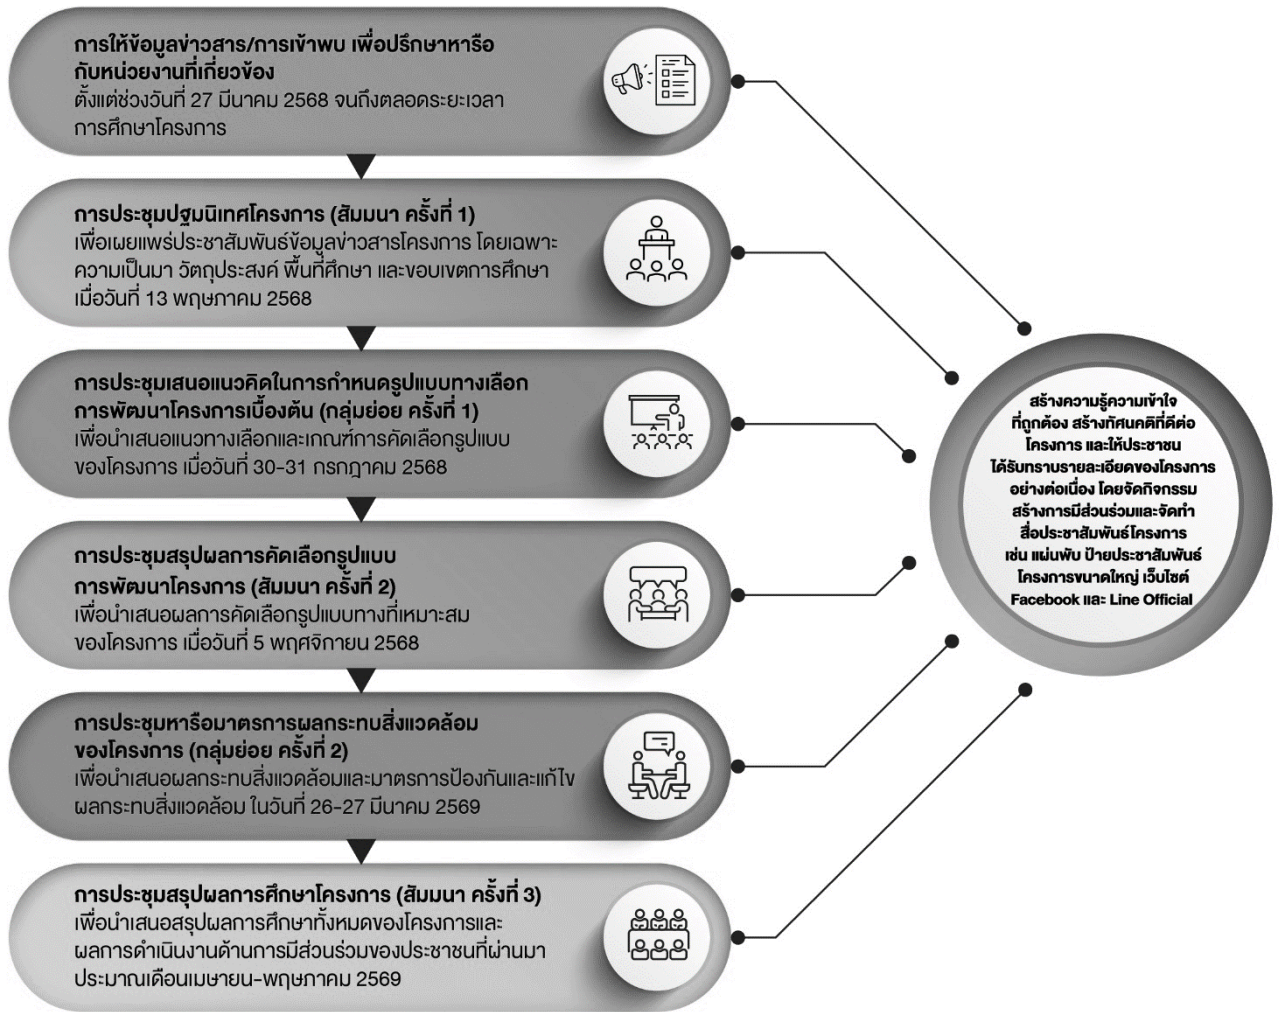 การให้ข้อมูลข่าวสาร/การเข้าพบ เพื่อปรึกษาหารือ
กับหน่วยงานที่เกี่ยวข้อง
ตั้งแต่ช่วงวันที่ 27 มีนาคม 2568 จนถึงตลอดระยะเวลา
การศึกษาโครงการ
การประชุมปฐมนิเทศโครงการ (สัมมนา ครั้งที่ 1)
เพื่อเผยแพร่ประชาสัมพันธ์ข้อมูลข่าวสารโครงการ โดยเฉพาะ
ความเป็นมา วัตถุประสงค์ พื้นที่ศึกษา และขอบเขตการศึกษา
เมื่อวันที่ 13 พฤษภาคม 2568
การประชุมเสนอแนวคิดในการกำหนดรูปแบบทางเลือก
การพัฒนาโครงการเบื้องต้น (กลุ่มย่อย ครั้งที่ 1)
เพื่อนำเสนอแนวทางเลือกและเกณฑ์การคัดเลือกรูปแบบ
ของโครงการ เมื่อวันที่ 30-31 กรกฎาคม 2568
การประชุมสรุปผลการคัดเลือกรูปแบบ
การพัฒนาโครงการ (สัมมนา ครั้งที่ 2)
เพื่อนำเสนอผลการคัดเลือกรูปแบบทางที่เหมาะสม
ของโครงการ เมื่อวันที่ 5 พฤศจิกายน 2568
การประชุมหารือมาตรการผลกระทบสิ่งแวดล้อม
ของโครงการ (กลุ่มย่อย ครั้งที่ 2)
เพื่อนำเสนอผลกระทบสิ่งแวดล้อมและมาตรการป้องกันและแก้ไข
ผลกระทบสิ่งแวดล้อม ในวันที่ 26-27 มีนาคม 2569
การประชุมสรุปผลการศึกษาโครงการ (สัมมนา ครั้งที่ 3)
เพื่อนำเสนอสรุปผลการศึกษาทั้งหมดของโครงการและ
ผลการดำเนินงานด้านการมีส่วนร่วมของประชาชนที่ผ่านมา
ประมาณเดือนเมษายน-พฤษภาคม 2569
สร้างความรู้ความเข้าใจ
ที่ถูกต้อง สร้างทัศนคติที่ดีต่อ
โครงการ และให้ประชาชน
ได้รับทราบรายละเอียดของโครงการ
อย่างต่อเนื่อง โดยจัดกิจกรรม
สร้างการมีส่วนร่วมและจัดทำ
สื่อประชาสัมพันธ์โครงการ
เช่น แผ่นพับ ป้ายประชาสัมพันธ์
โครงการขนาดใหญ่ เว็บไซต์
Facebook และ Line Official